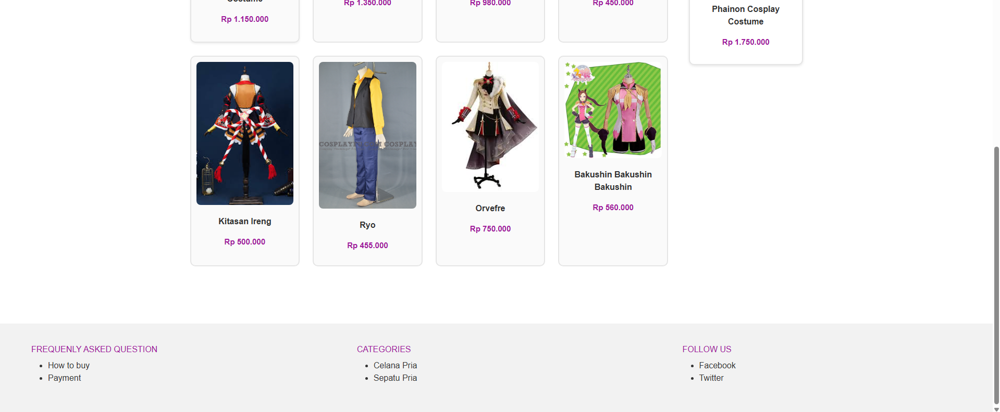 Costume
Rp 1.150.000
Rp 1.350.000
Rp 980.000
Rp 450.000
Phainon Cosplay
Costume
Rp 1.750.000
COSPLAY
COSPLAY
Kitasan Ireng
Rp 500.000
Ryo
Rp 455.000
Orvefre
Rp 750.000
Bakushin Bakushin
Bakushin
Rp 560.000
FREQUENLY ASKED QUESTION
How to buy
Payment
CATEGORIES
Celana Pria
Sepatu Pria
FOLLOW US
Facebook
Twitter